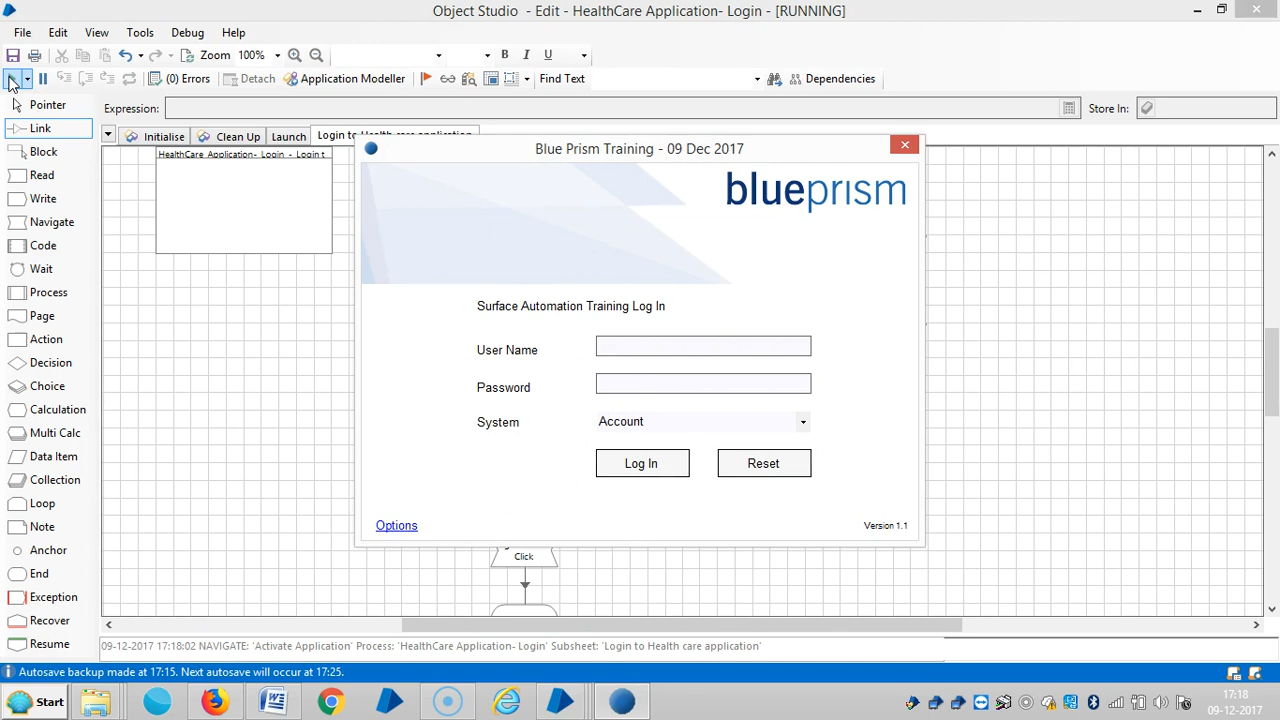 Object Studio - Edit - HealthCare Application- Login - [RUNNING]
File Edit View Tools Debug Help
Zoom 100% B I U
(0) Errors Detach Application Modeller Find Text Dependencies
Pointer
Expression: Store In:
Link
Initialise Clean Up Launch Login to Health care application
Block
HealthCare Application- Login - Login t
Read
Write
Navigate
Code
Wait
Process
Page
Action
Decision
Choice
Calculation
Multi Calc
Data Item
Collection
Loop
Note
Anchor
End
Exception
Recover
Resume
Blue Prism Training - 09 Dec 2017
blueprism
Surface Automation Training Log In
User Name
Password
System Account
Log In Reset
Options Version 1.1
Click
09-12-2017 17:18:02 NAVIGATE: 'Activate Application' Process: 'HealthCare Application- Login' Subsheet: 'Login to Health care application'
Autosave backup made at 17:15. Next autosave will occur at 17:25.
Start
17:18
09-12-2017